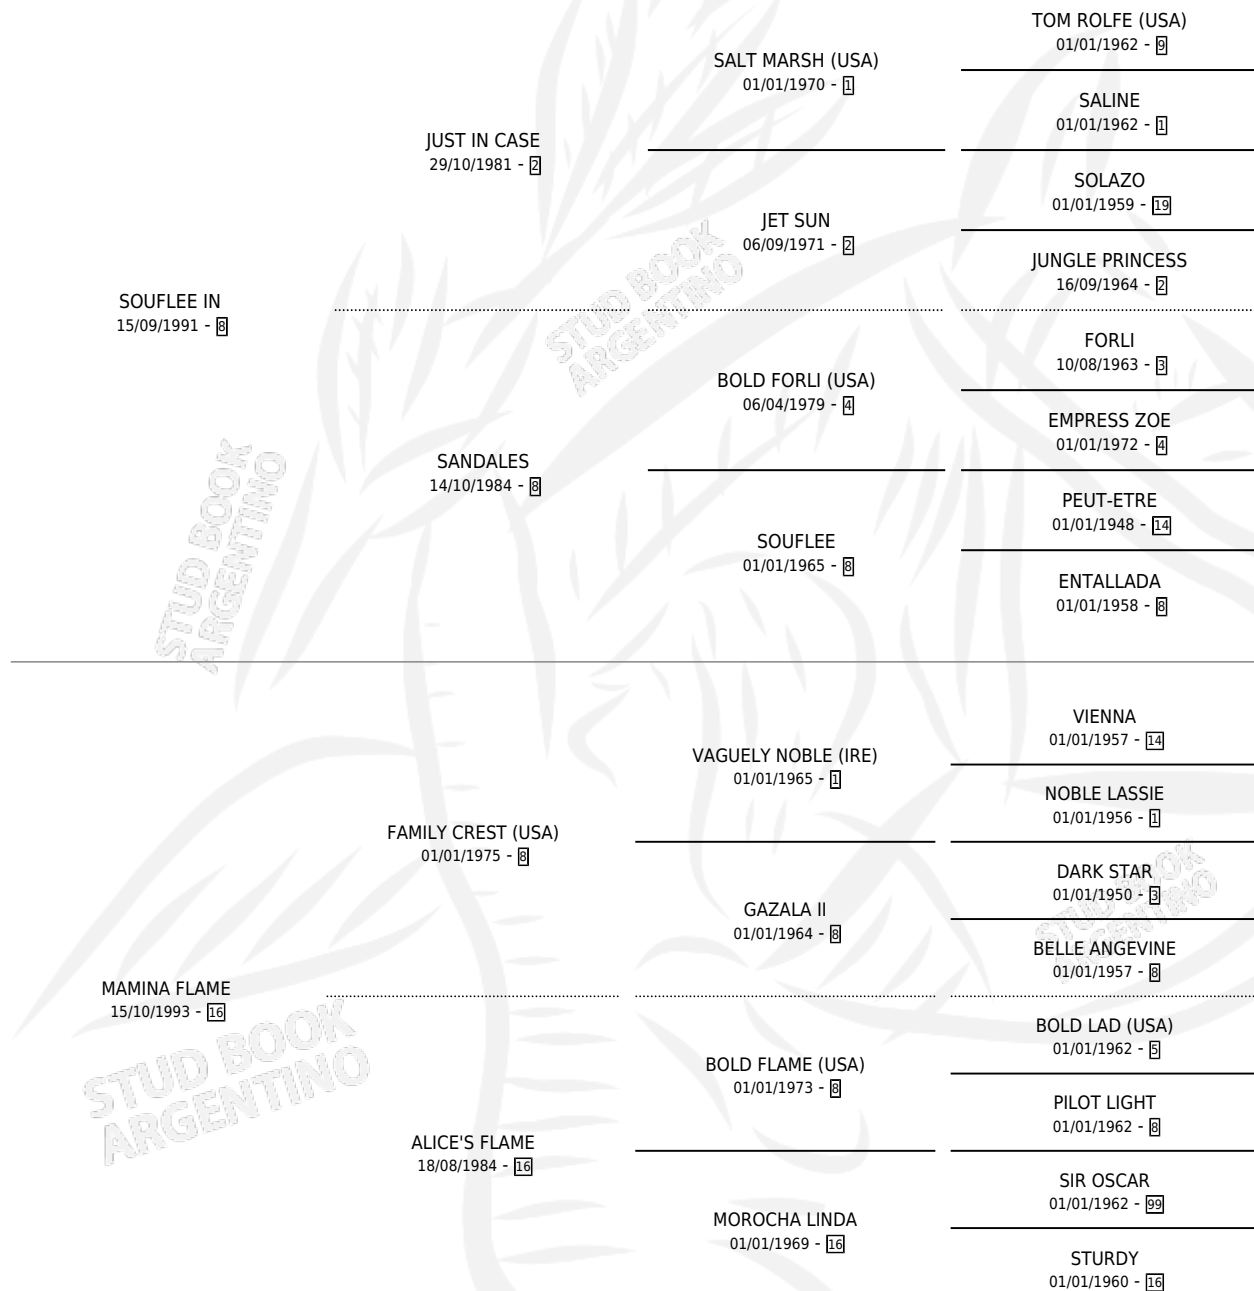 TOM ROLFE (USA)
01/01/1962 - 9
SALT MARSH (USA)
01/01/1970 - 1
SALINE
01/01/1962 - 1
JUST IN CASE
29/10/1981 - 2
SOLAZO
01/01/1959 - 19
JET SUN
06/09/1971 - 2
JUNGLE PRINCESS
16/09/1964 - 2
STUD BOOK
ARGENTINO
SOUFLEE IN
15/09/1991 - 8
FORLI
10/08/1963 - 3
BOLD FORLI (USA)
06/04/1979 - 4
EMPRESS ZOE
01/01/1972 - 4
SANDALES
14/10/1984 - 8
PEUT-ETRE
01/01/1948 - 14
SOUFLEE
01/01/1965 - 8
ENTALLADA
01/01/1958 - 8
STUD BOOK
ARGENTINO
VIENNA
01/01/1957 - 14
VAGUELY NOBLE (IRE)
01/01/1965 - 1
NOBLE LASSIE
01/01/1956 - 1
FAMILY CREST (USA)
01/01/1975 - 8
DARK STAR
01/01/1950 - 3
GAZALA II
01/01/1964 - 8
BELLE ANGEVINE
01/01/1957 - 8
STUD BOOK
ARGENTINO
MAMINA FLAME
15/10/1993 - 16
BOLD LAD (USA)
01/01/1962 - 5
BOLD FLAME (USA)
01/01/1973 - 8
PILOT LIGHT
01/01/1962 - 8
STUD BOOK
ARGENTINO
ALICE'S FLAME
18/08/1984 - 16
SIR OSCAR
01/01/1962 - 99
MOROCHA LINDA
01/01/1969 - 16
STURDY
01/01/1960 - 16